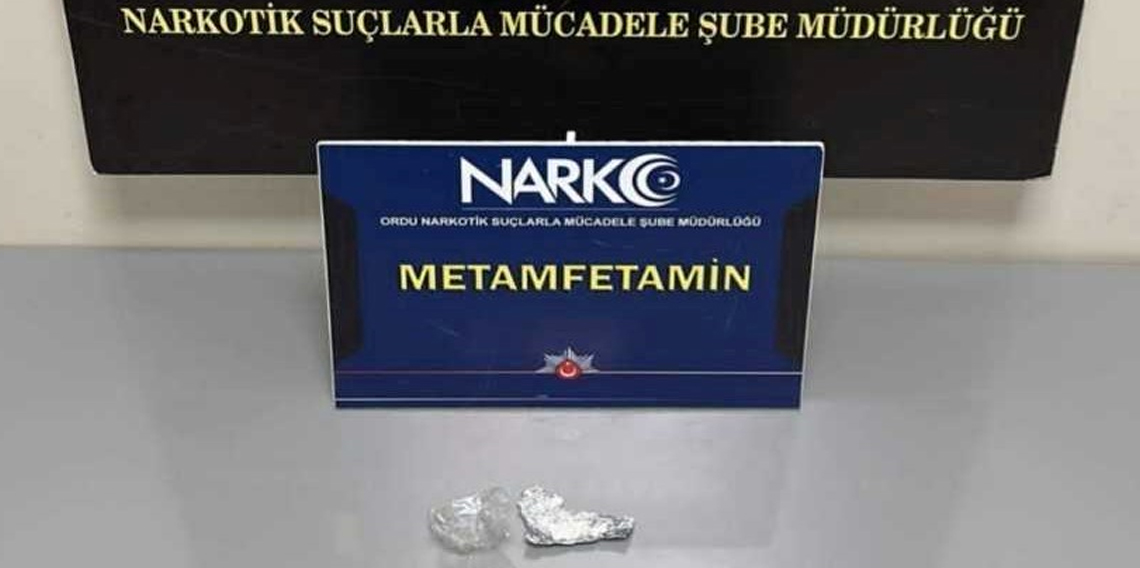 NARKOTİK SUÇLARLA MÜCADELE ŞUBE MÜDÜRLÜĞÜ
NARKO
ORDU NARKOTİK SUÇLARLA MÜCADELE ŞUBE MÜDÜRLÜĞÜ
METAMFETAMİN